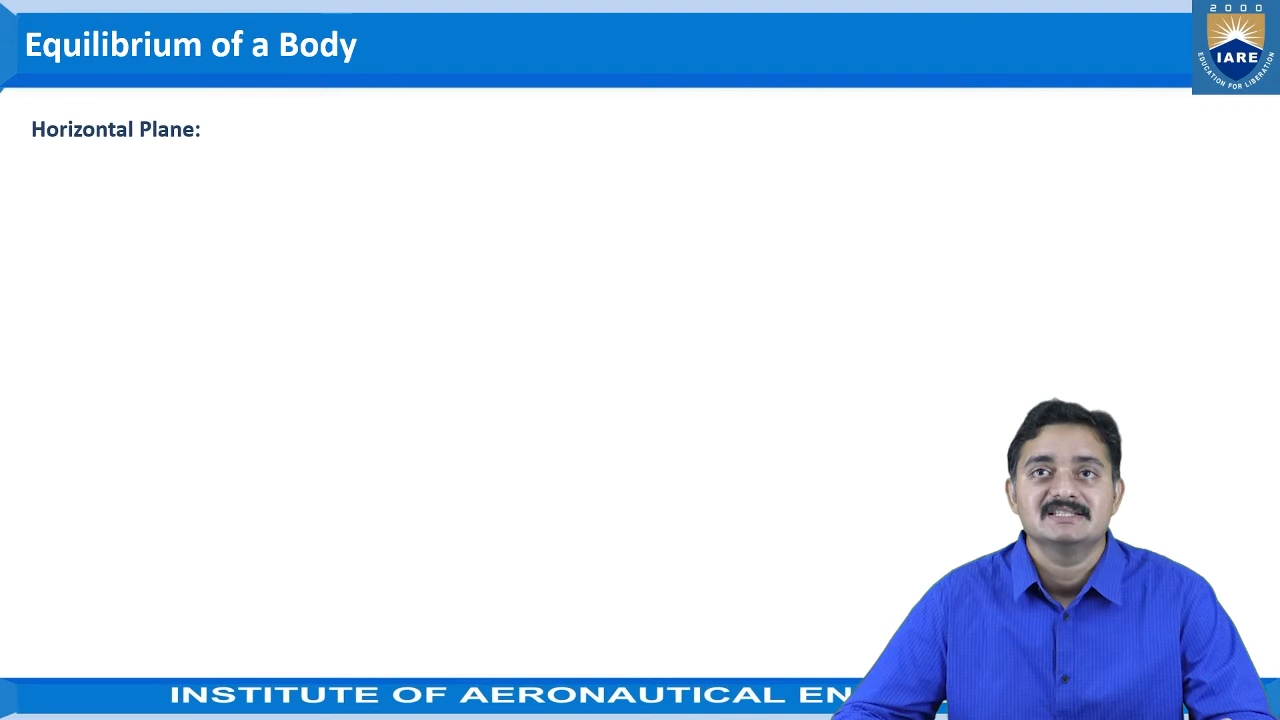 2000
Equilibrium of a Body
IARE
EDUCATION FOR LIBERATION
Horizontal Plane:
INSTITUTE OF AERONAUTICAL EN